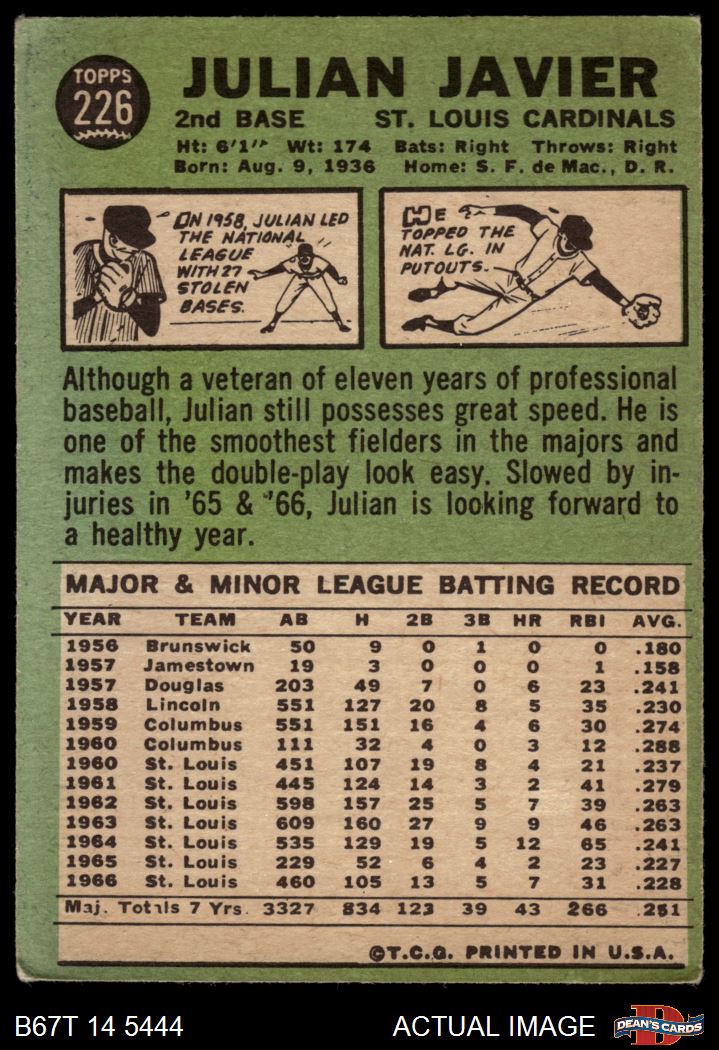 TOPPS
226
JULIAN JAVIER
2nd BASE ST. LOUIS CARDINALS
Ht: 6'1" Wt: 174 Bats: Right Throws: Right
Born: Aug. 9, 1936 Home: S. F. de Mac., D. R.
IN 1958, JULIAN LED
THE NATIONAL
LEAGUE
WITH 27
STOLEN
BASES.
HE
TOPPED THE
NAT. LG. IN
PUTOUTS.
Although a veteran of eleven years of professional
baseball, Julian still possesses great speed. He is
one of the smoothest fielders in the majors and
makes the double-play look easy. Slowed by in-
juries in '65 & '66, Julian is looking forward to
a healthy year.
MAJOR & MINOR LEAGUE BATTING RECORD
YEAR TEAM AB H 2B 3B HR RBI AVG.
1956 Brunswick 50 9 0 1 0 0 .180
1957 Jamestown 19 3 0 0 0 1 .158
1957 Douglas 203 49 7 0 6 23 .241
1958 Lincoln 551 127 20 8 5 35 .230
1959 Columbus 551 151 16 4 6 30 .274
1960 Columbus 111 32 4 0 3 12 .288
1960 St. Louis 451 107 19 8 4 21 .237
1961 St. Louis 445 124 14 3 2 41 .279
1962 St. Louis 598 157 25 5 7 39 .263
1963 St. Louis 609 160 27 9 9 46 .263
1964 St. Louis 535 129 19 5 12 65 .241
1965 St. Louis 229 52 6 4 2 23 .227
1966 St. Louis 460 105 13 5 7 31 .228
Maj. Totals 7 Yrs. 3327 834 123 39 43 266 .251
©T.C.G. PRINTED IN U.S.A.
B67T 14 5444 ACTUAL IMAGE
D
DEAN'S CARDS